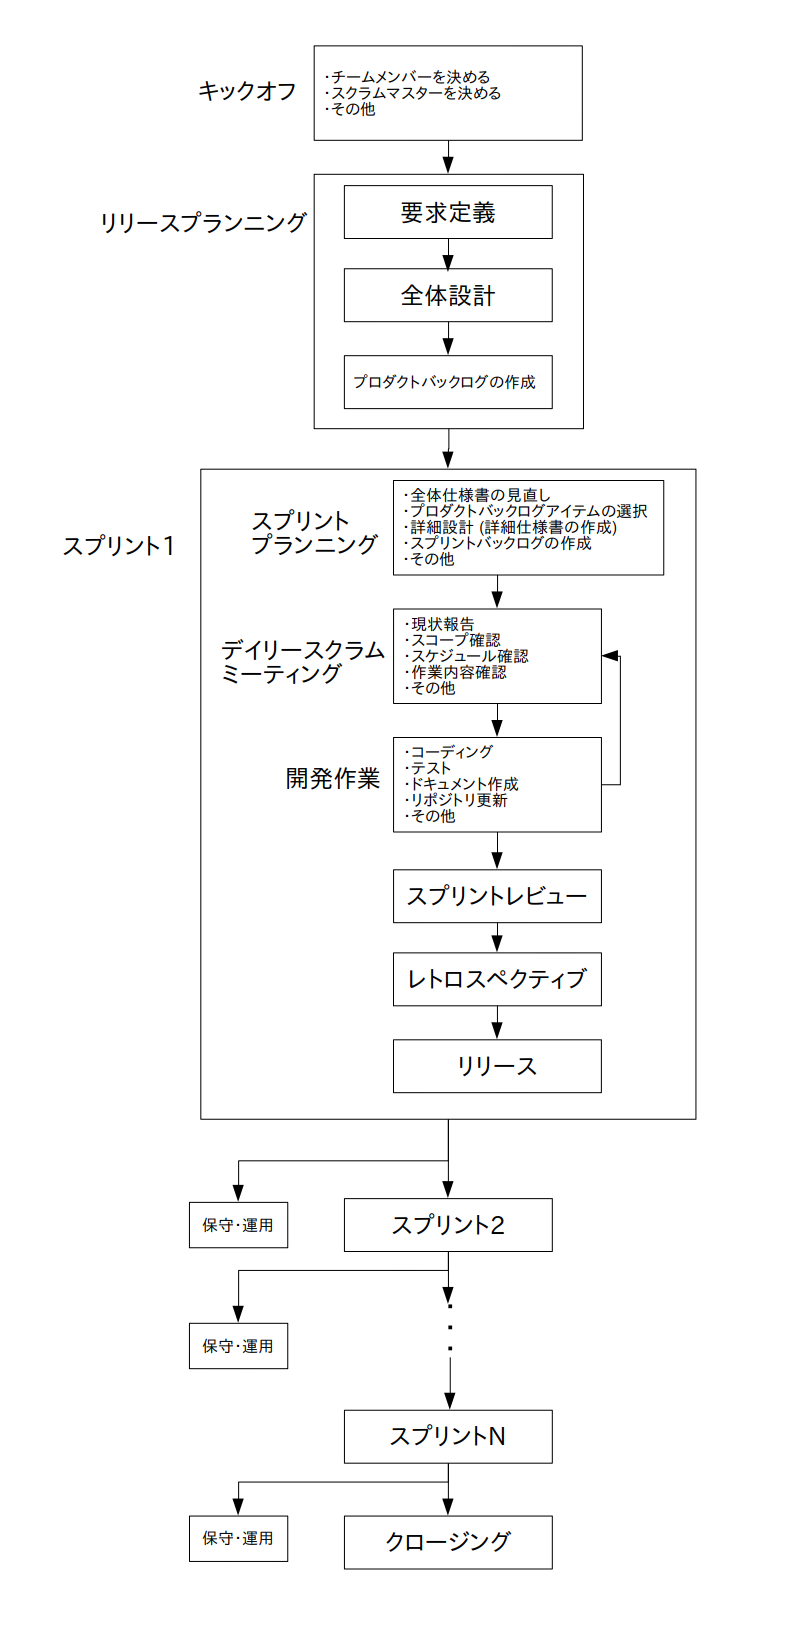 キックオフ
・チームメンバーを決める
・スクラムマスターを決める
・その他
リリースプランニング
要求定義
全体設計
プロダクトバックログの作成
スプリント1
スプリント
プランニング
・全体仕様書の見直し
・プロダクトバックログアイテムの選択
・詳細設計 (詳細仕様書の作成)
・スプリントバックログの作成
・その他
デイリースクラム
ミーティング
・現状報告
・スコープ確認
・スケジュール確認
・作業内容確認
・その他
開発作業
・コーディング
・テスト
・ドキュメント作成
・リポジトリ更新
・その他
スプリントレビュー
レトロスペクティブ
リリース
保守・運用
スプリント2
保守・運用
スプリントN
保守・運用
クロージング